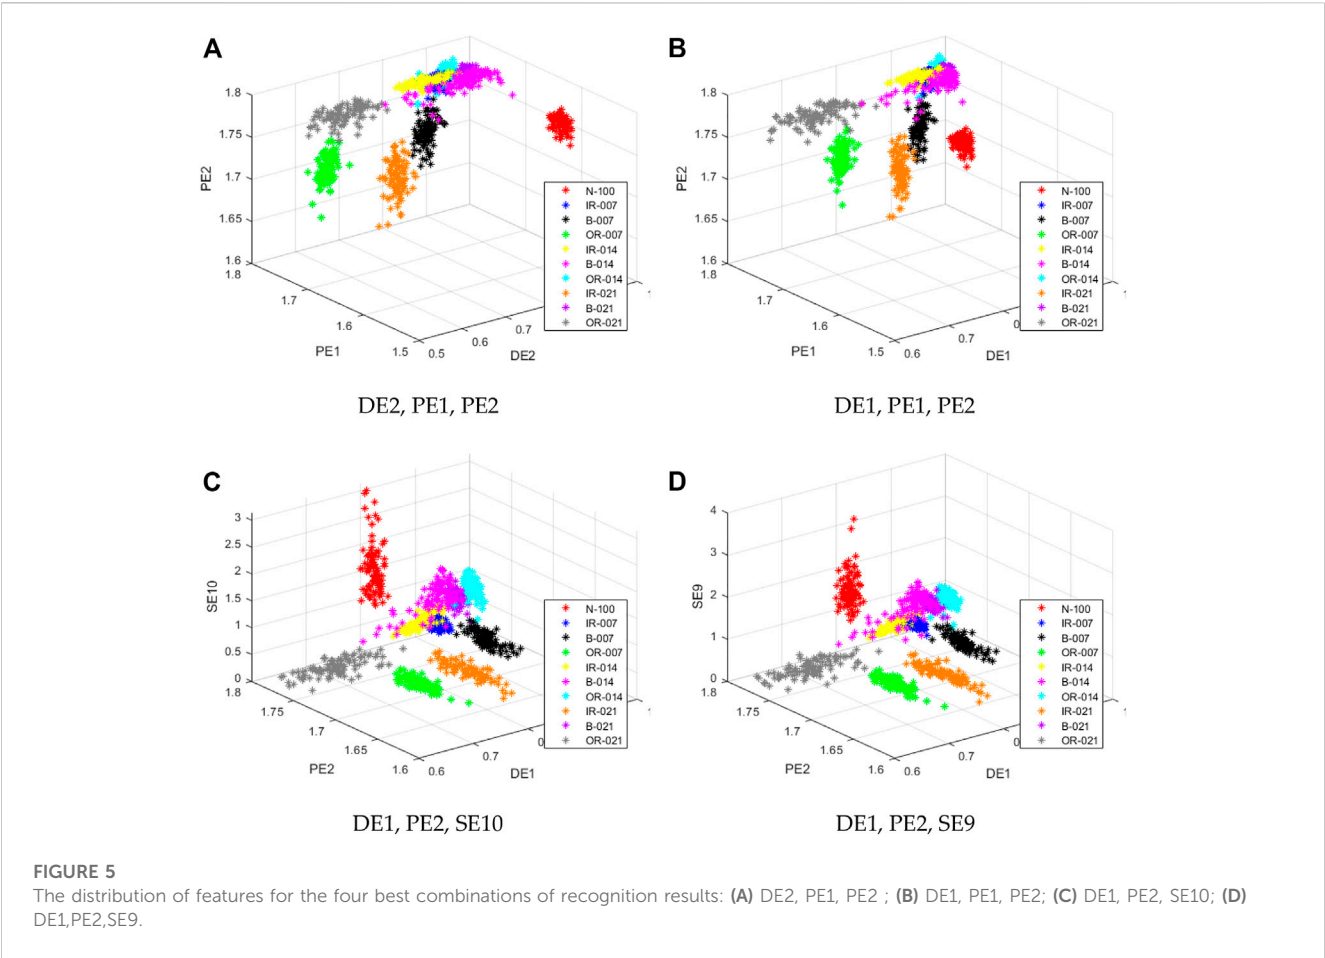 A
1.8
1.75
1.7
1.65
1.6
PE2
1.8
1.7
1.6
1.5
PE1
0.5
0.6
0.7
DE2
N-100
IR-007
B-007
OR-007
IR-014
B-014
OR-014
IR-021
B-021
OR-021
DE2, PE1, PE2
B
1.8
1.75
1.7
1.65
1.6
PE2
1.8
1.7
1.6
1.5
PE1
0.6
0.7
DE1
N-100
IR-007
B-007
OR-007
IR-014
B-014
OR-014
IR-021
B-021
OR-021
DE1, PE1, PE2
C
3
2.5
2
1.5
1
0.5
0
SE10
1.8
1.75
1.7
1.65
1.6
PE2
0.6
0.7
DE1
N-100
IR-007
B-007
OR-007
IR-014
B-014
OR-014
IR-021
B-021
OR-021
DE1, PE2, SE10
D
4
3
2
1
0
SE9
1.8
1.75
1.7
1.65
1.6
PE2
0.6
0.7
DE1
N-100
IR-007
B-007
OR-007
IR-014
B-014
OR-014
IR-021
B-021
OR-021
DE1, PE2, SE9
FIGURE 5
The distribution of features for the four best combinations of recognition results: (A) DE2, PE1, PE2 ; (B) DE1, PE1, PE2; (C) DE1, PE2, SE10; (D)
DE1,PE2,SE9.